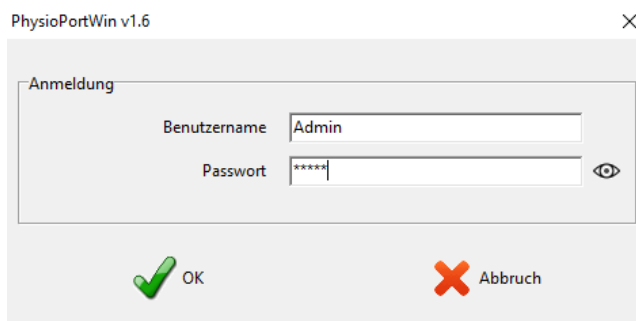 PhysioPortWin v1.6
Anmeldung
Benutzername Admin
Passwort *****
OK Abbruch